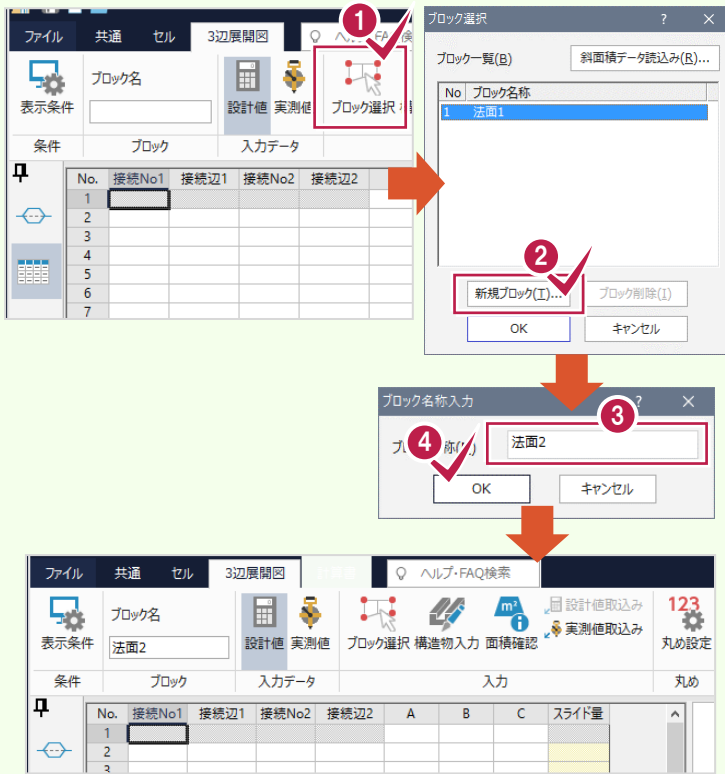 1
ファイル 共通 セル 3辺展開図
ブロック名
表示条件 設計値 実測値 ブロック選択
条件 ブロック 入力データ
No. 接続No1 接続辺1 接続No2 接続辺2
1
2
3
4
5
6
7
ブロック選択 ? ×
ブロック一覧(B) 斜面積データ読込み(R)...
No ブロック名称
1 法面1
2
新規ブロック(T)... ブロック削除(I)
OK キャンセル
ブロック名称入力 ? ×
3
4
法面2
OK キャンセル
ファイル 共通 セル 3辺展開図 ヘルプ・FAQ検索
ブロック名
法面2
表示条件 設計値 実測値 ブロック選択 構造物入力 m² 面積確認 設計値取込み 実測値取込み 123 丸め設定
条件 ブロック 入力データ 入力 丸め
No. 接続No1 接続辺1 接続No2 接続辺2 A B C スライド量
1
2
3